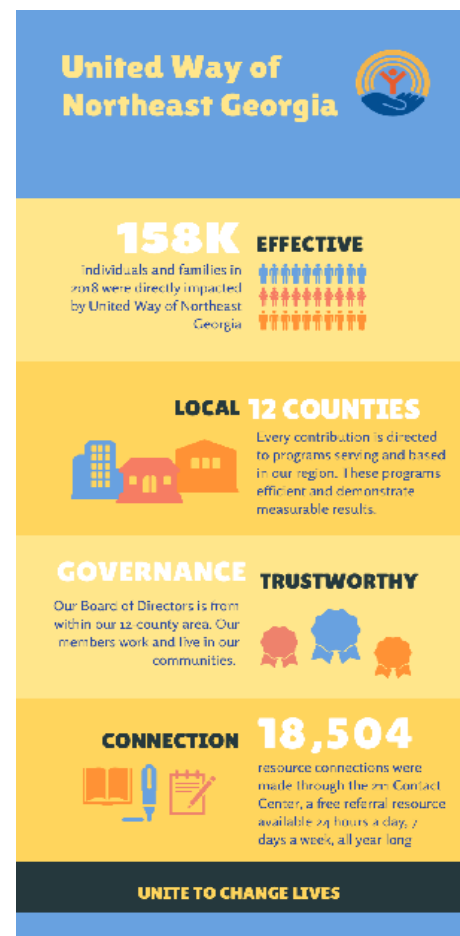 United Way of
Northeast Georgia
158K
EFFECTIVE
individuals and families in
2018 were directly impacted
by United Way of Northeast
Georgia
LOCAL
12 COUNTIES
Every contribution is directed
to programs serving and based
in our region. These programs
efficient and demonstrate
measurable results.
GOVERNANCE
TRUSTWORTHY
Our Board of Directors is from
within our 12-county area. Our
members work and live in our
communities.
CONNECTION
18,504
resource connections were
made through the 211 Contact
Center, a free referral resource
available 24 hours a day, 7
days a week, all year long
UNITE TO CHANGE LIVES